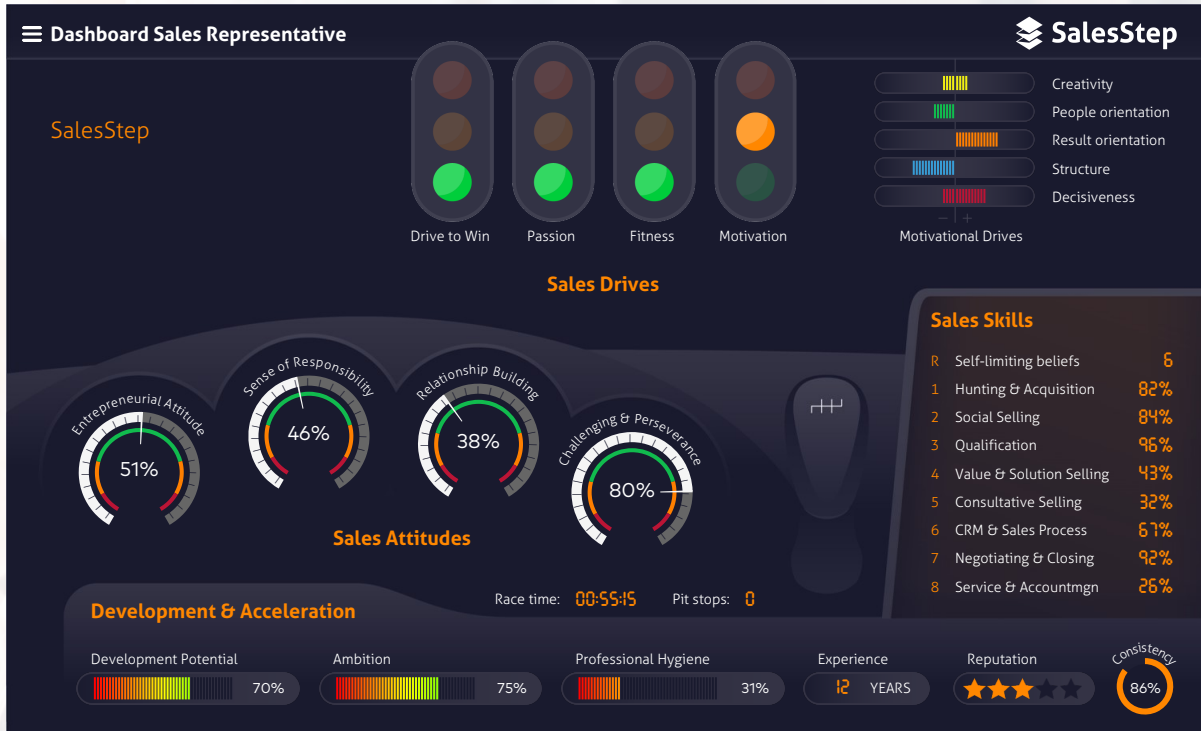 Dashboard Sales Representative
SalesStep
SalesStep
Drive to Win
Passion
Fitness
Motivation
Creativity
People orientation
Result orientation
Structure
Decisiveness
− +
Motivational Drives
Sales Drives
Entrepreneurial Attitude
51%
Sense of Responsibility
46%
Relationship Building
38%
Challenging & Perseverance
80%
Sales Attitudes
Sales Skills
R Self-limiting beliefs 6
1 Hunting & Acquisition 82%
2 Social Selling 84%
3 Qualification 96%
4 Value & Solution Selling 43%
5 Consultative Selling 32%
6 CRM & Sales Process 67%
7 Negotiating & Closing 92%
8 Service & Accountmgn 26%
Race time: 00:55:15 Pit stops: 0
Development & Acceleration
Development Potential
70%
Ambition
75%
Professional Hygiene
31%
Experience
12 YEARS
Reputation
Consistency
86%